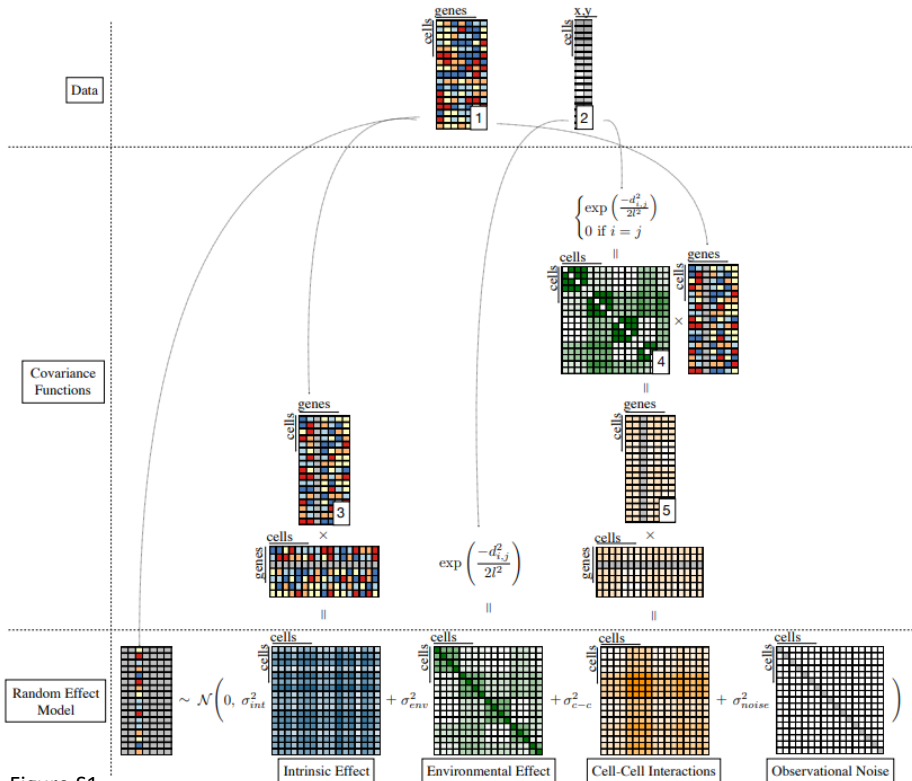 genes
cells
1
x,y
cells
2
Data
{ exp ( −d²ᵢ,ⱼ / 2l² )
0 if i = j
=
cells
cells
4
×
genes
cells
=
Covariance
Functions
genes
cells
3
×
cells
genes
=
exp ( −d²ᵢ,ⱼ / 2l² )
=
genes
cells
5
×
cells
genes
=
Random Effect
Model
∼ N ( 0, σ²int
cells
cells
+ σ²env
cells
cells
+ σ²c−c
cells
cells
+ σ²noise
cells
cells
)
Intrinsic Effect
Environmental Effect
Cell-Cell Interactions
Observational Noise
Figure S1